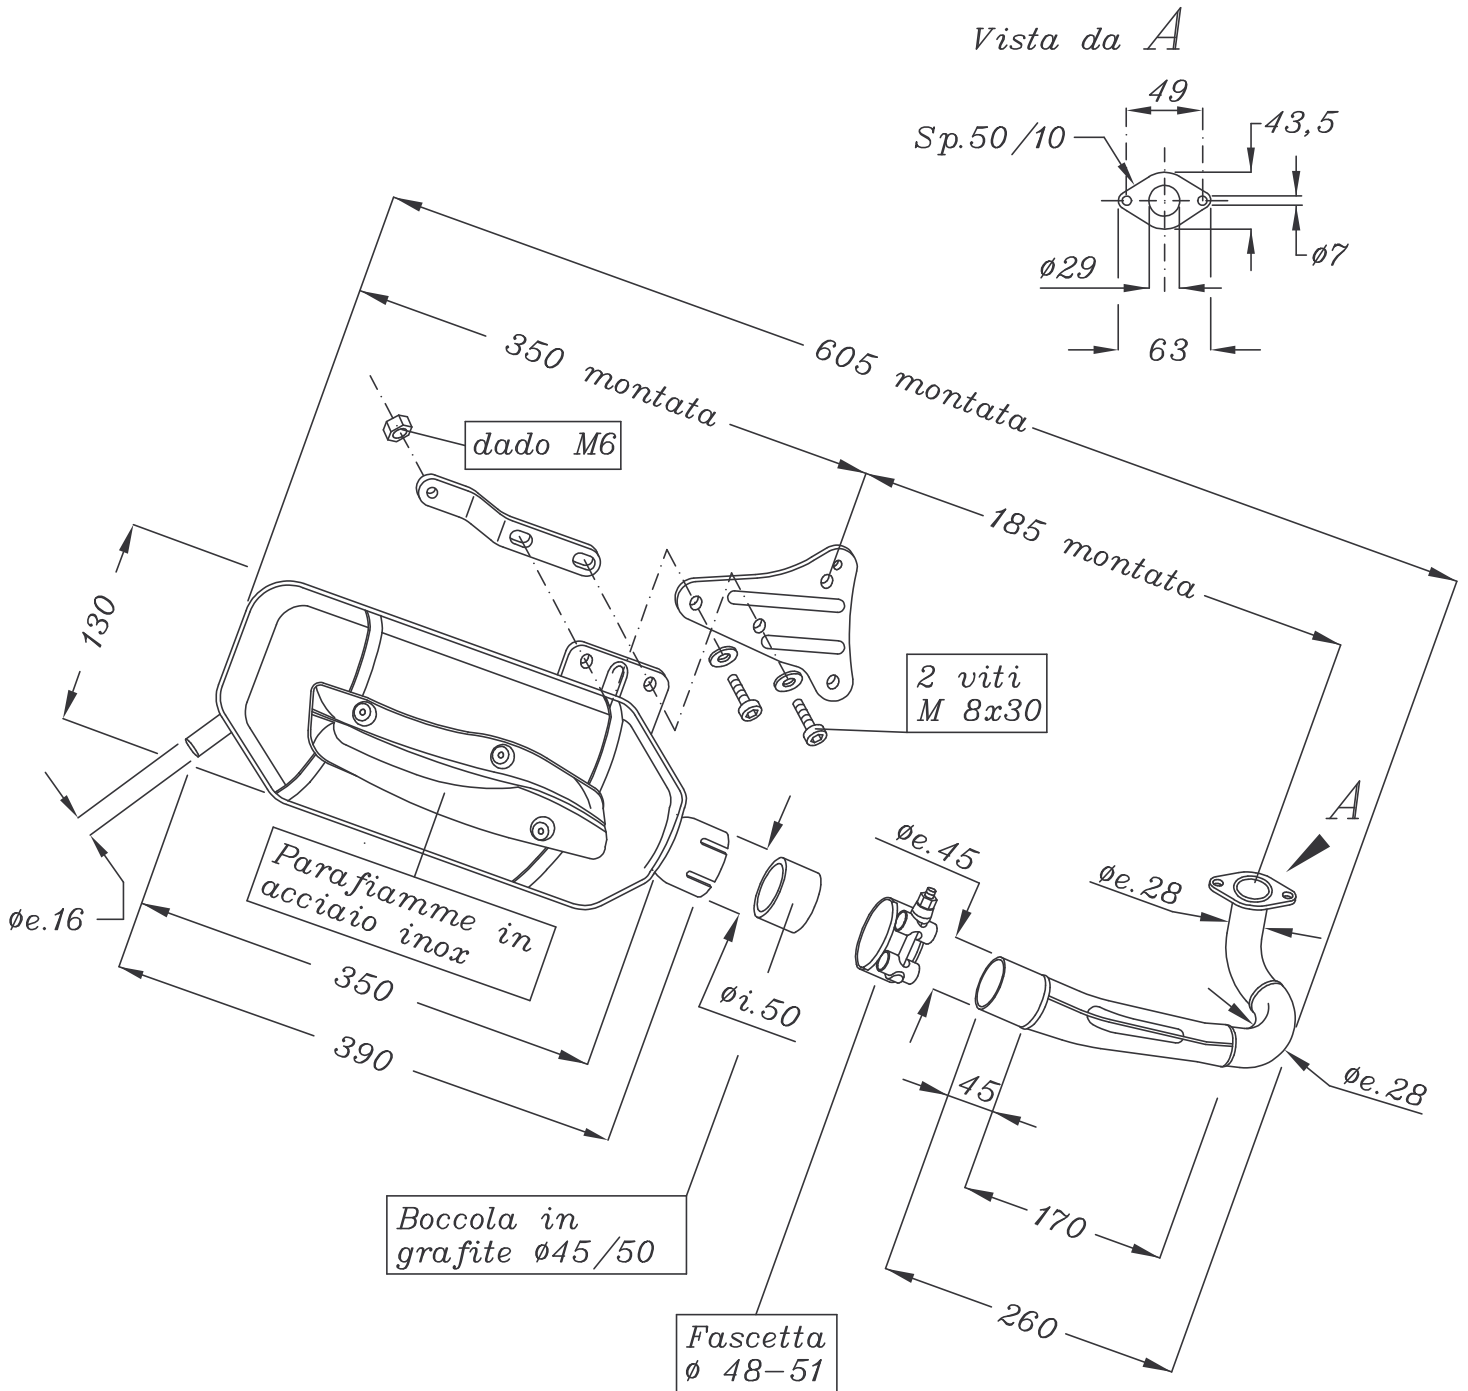 Vista da A
49
43,5
Sp.50/10
ø29
ø7
63
605 montata
350 montata
185 montata
dado M6
130
2 viti
M 8x30
A
øe.16
Parafiamme in
acciaio inox
350
390
øi.50
øe.45
øe.28
øe.28
45
170
260
Boccola in
grafite ø45/50
Fascetta
ø 48-51